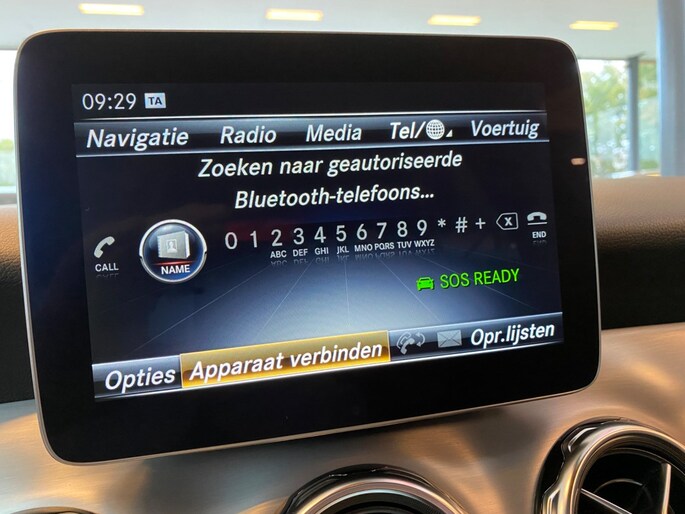 09:29 TA
Navigatie Radio Media Tel/ Voertuig
Zoeken naar geautoriseerde
Bluetooth-telefoons...
0 1 2 3 4 5 6 7 8 9 * # +
ABC DEF GHI JKL MNO PQRS TUV WXYZ
CALL NAME END
SOS READY
Opties Apparaat verbinden Opr.lijsten